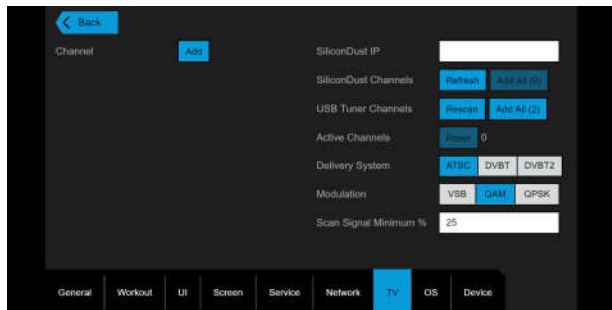 Back
Channel Add SiliconDust IP
SiliconDust Channels Refresh Add All (0)
USB Tuner Channels Rescan Add All (2)
Active Channels Reset 0
Delivery System ATSC DVBT DVBT2
Modulation VSB QAM QPSK
Scan Signal Minimum % 25
General Workout UI Screen Service Network TV OS Device